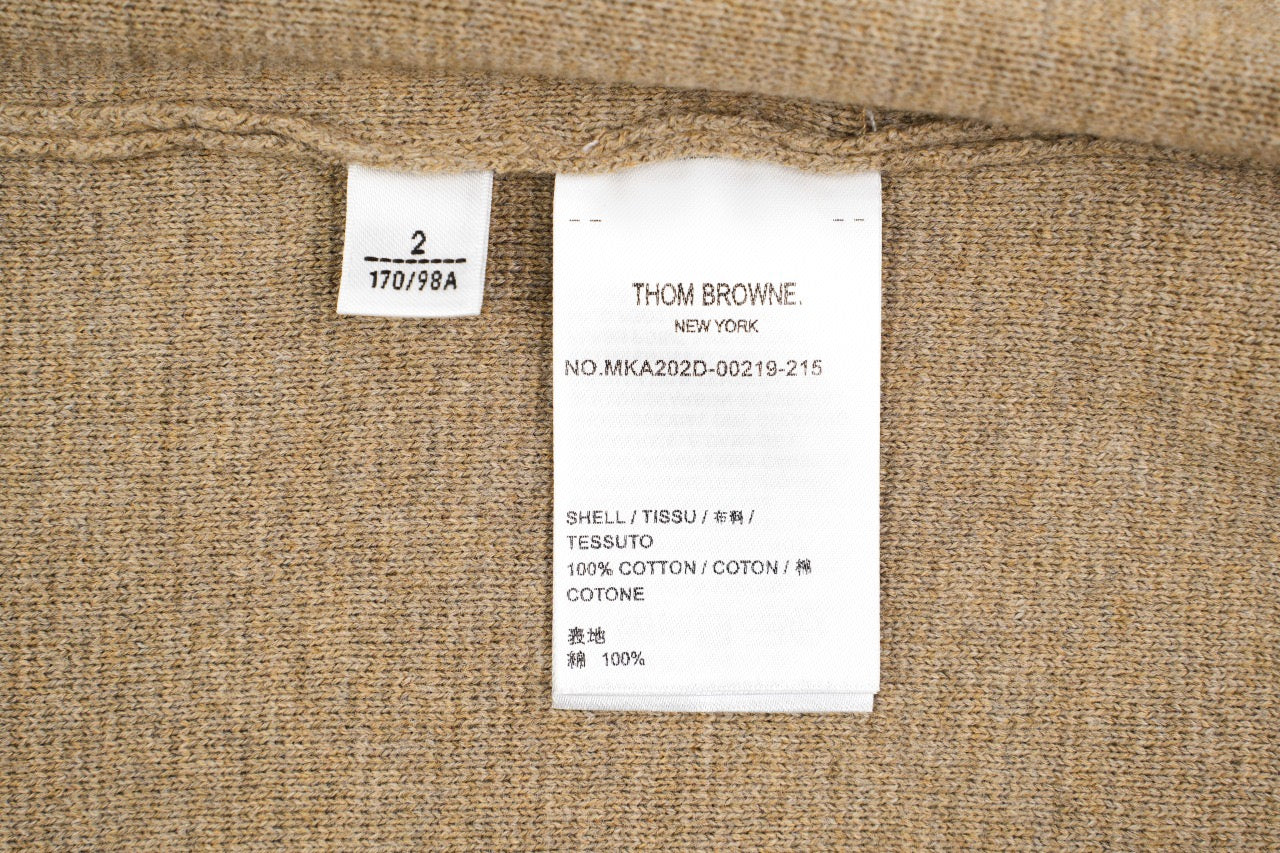 2
170/98A
THOM BROWNE.
NEW YORK
NO.MKA202D-00219-215
SHELL / TISSU / 布料 /
TESSUTO
100% COTTON / COTON / 棉
COTONE
表地
綿 100%